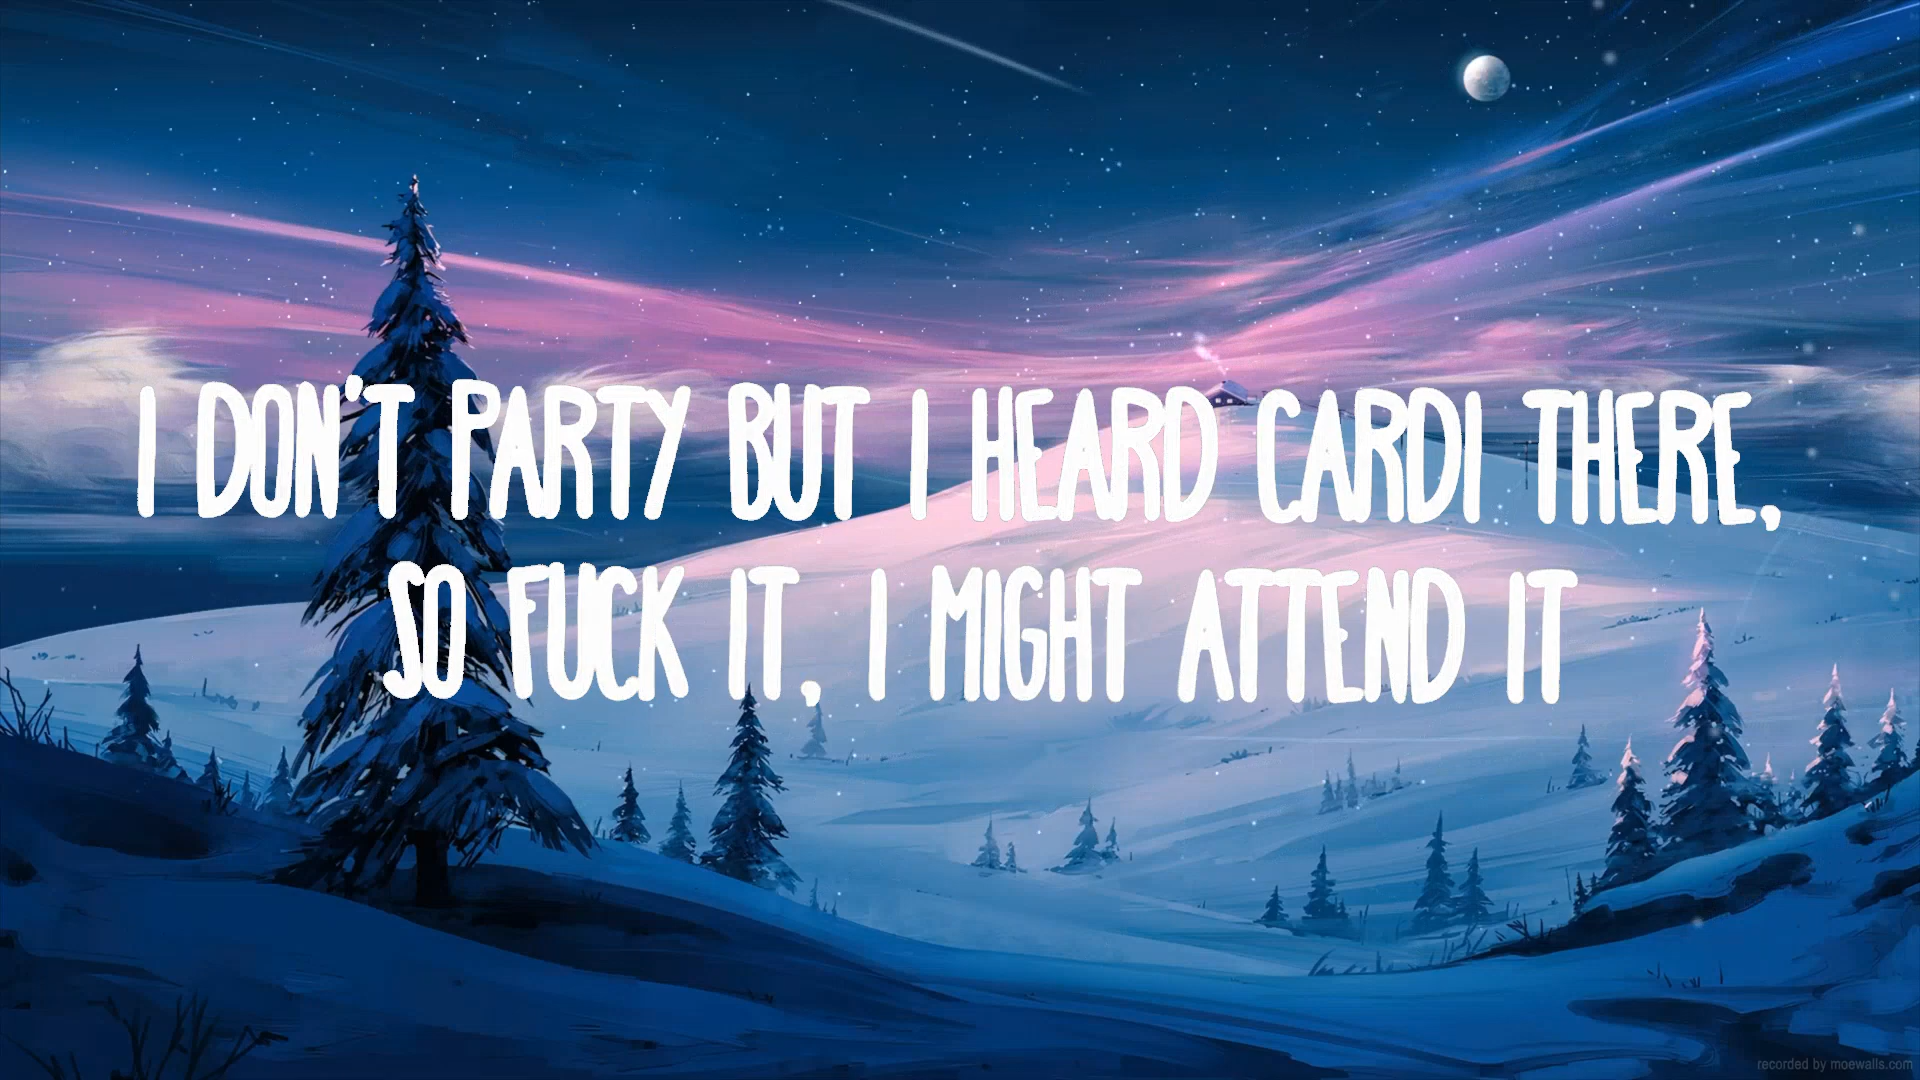 I DON'T PARTY BUT I HEARD CARDI THERE,
SO FUCK IT, I MIGHT ATTEND IT
recorded by moewalls.com